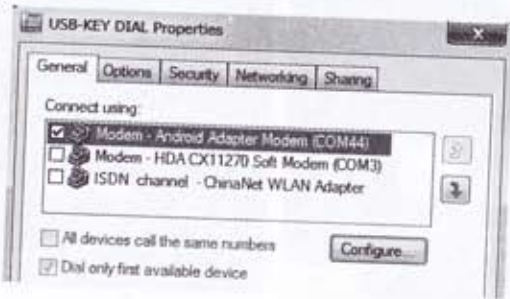 USB-KEY DIAL Properties
General Options Security Networking Sharing
Connect using:
Modem - Android Adapter Modem (COM44)
Modem - HDA CX11270 Soft Modem (COM3)
ISDN channel - ChinaNet WLAN Adapter
All devices call the same numbers
Configure...
Dial only first available device